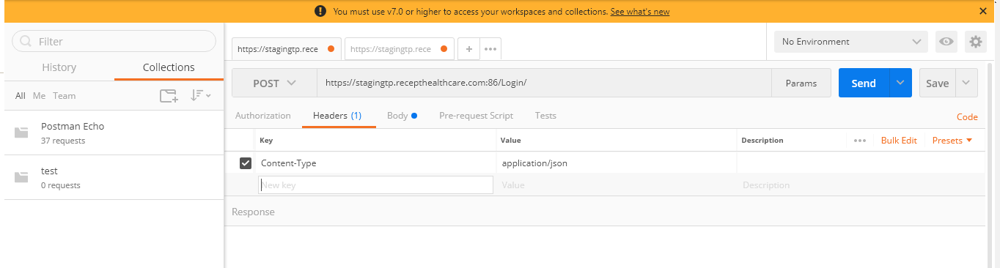 You must use v7.0 or higher to access your workspaces and collections. See what's new
Filter
History Collections
All Me Team
Postman Echo
37 requests
test
0 requests
https://stagingtp.rece https://stagingtp.rece
No Environment
POST https://stagingtp.recepthealthcare.com:86/Login/ Params Send Save
Authorization Headers (1) Body Pre-request Script Tests Code
Key Value Description Bulk Edit Presets
Content-Type application/json
New key Value Description
Response